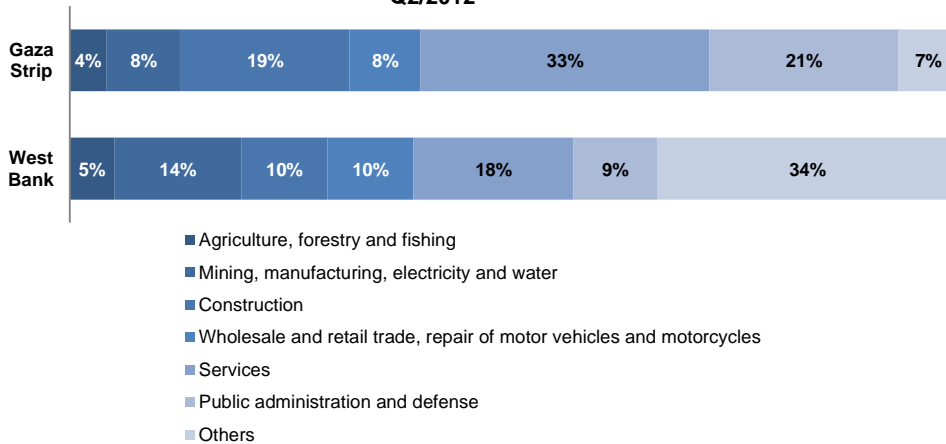 Q2/2012
Gaza
Strip
4% 8% 19% 8% 33% 21% 7%
West
Bank
5% 14% 10% 10% 18% 9% 34%
Agriculture, forestry and fishing
Mining, manufacturing, electricity and water
Construction
Wholesale and retail trade, repair of motor vehicles and motorcycles
Services
Public administration and defense
Others